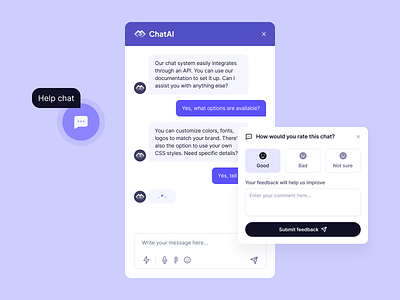 ChatAI
Our chat system easily integrates
through an API. You can use our
documentation to set it up. Can I
assist you with anything else?
Help chat
Yes, what options are available?
You can customize colors, fonts,
logos to match your brand. There's
also the option to use your own
CSS styles. Need specific details?
Yes, tell
How would you rate this chat?
Good
Bad
Not sure
Your feedback will help us improve
Enter your comment here...
Submit feedback
Write your message here...